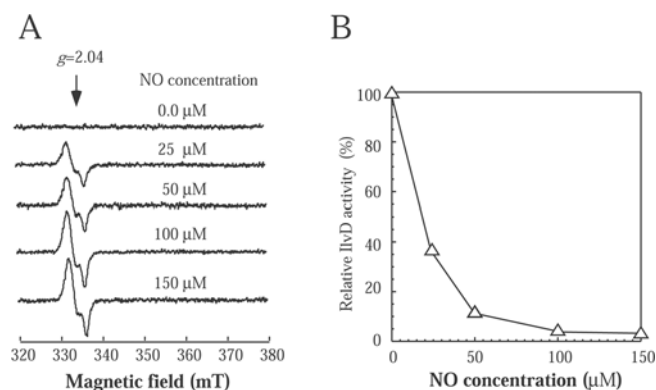 A
g=2.04
NO concentration
0.0 µM
25 µM
50 µM
100 µM
150 µM
320 330 340 350 360 370 380
Magnetic field (mT)
B
Relative IlvD activity (%)
100
80
60
40
20
10
0
0 50 100 150
NO concentration(µM)